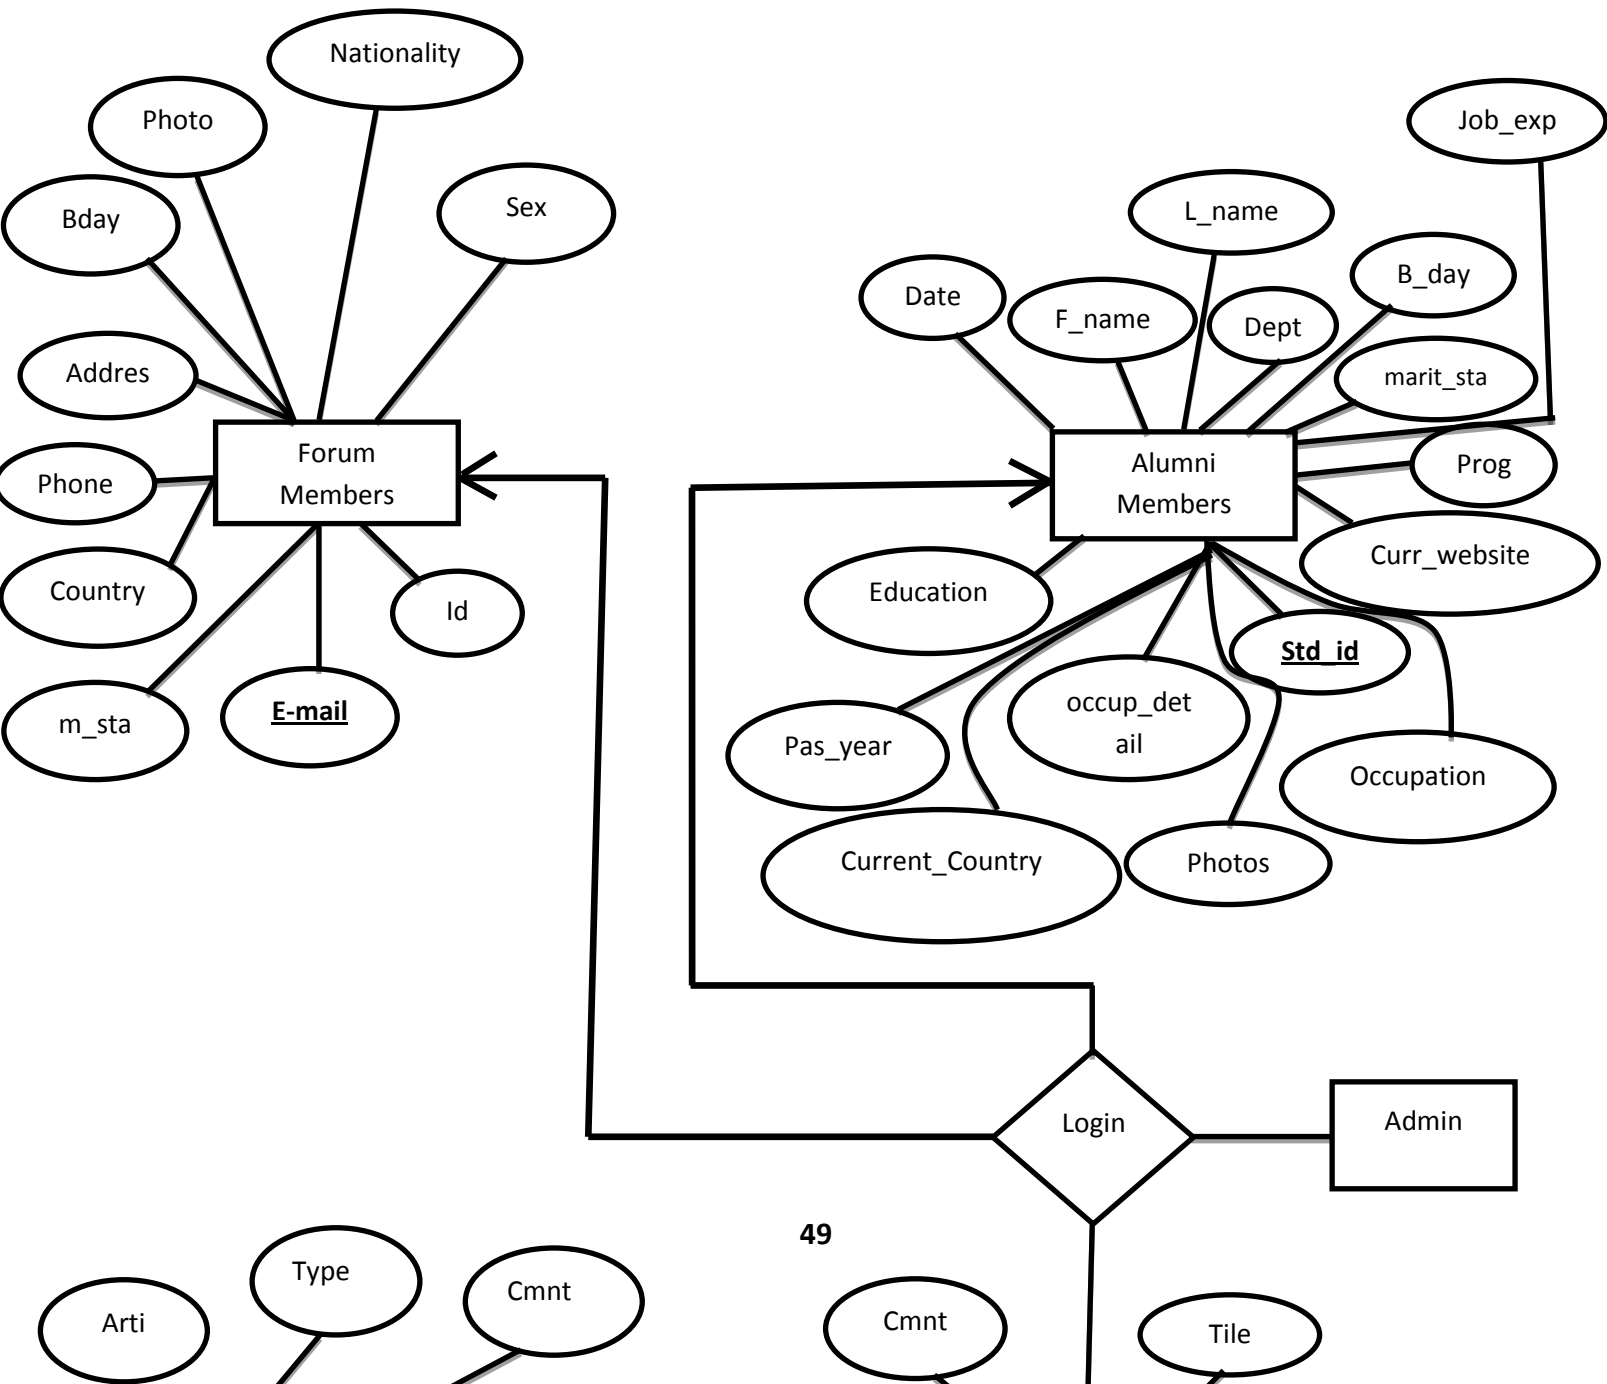 Nationality
Photo
Job_exp
Sex
L_name
Bday
B_day
Date
F_name
Dept
Addres
marit_sta
Forum
Members
Alumni
Members
Prog
Phone
Curr_website
Country
Education
Id
Std_id
E-mail
m_sta
occup_det
ail
Pas_year
Occupation
Current_Country
Photos
Login
Admin
49
Type
Cmnt
Arti
Cmnt
Tile